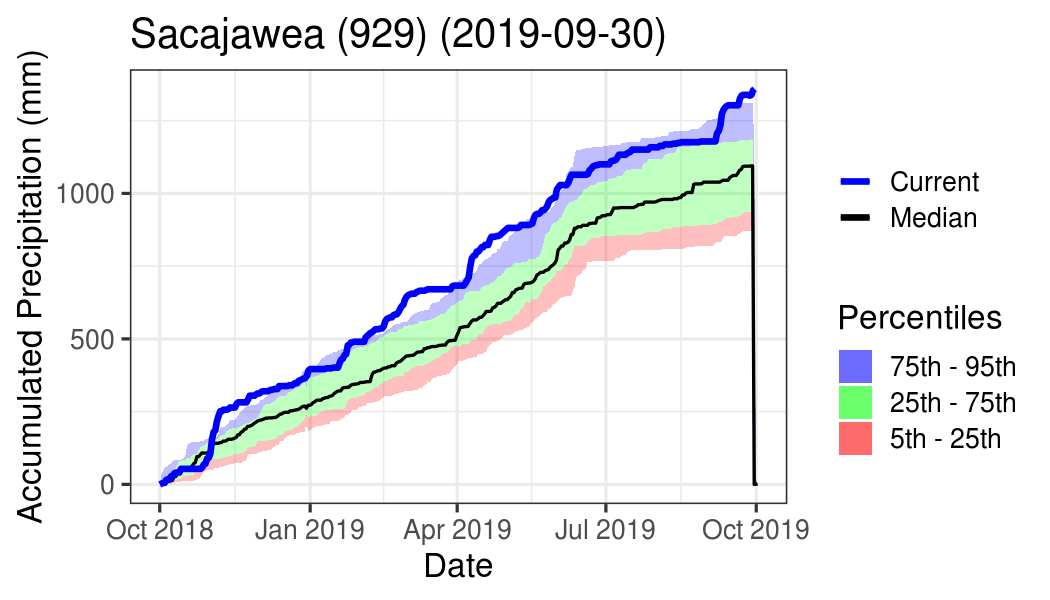 Sacajawea (929) (2019-09-30)
Accumulated Precipitation (mm)
1000
500
0
Oct 2018
Jan 2019
Apr 2019
Jul 2019
Oct 2019
Date
Current
Median
Percentiles
75th - 95th
25th - 75th
5th - 25th